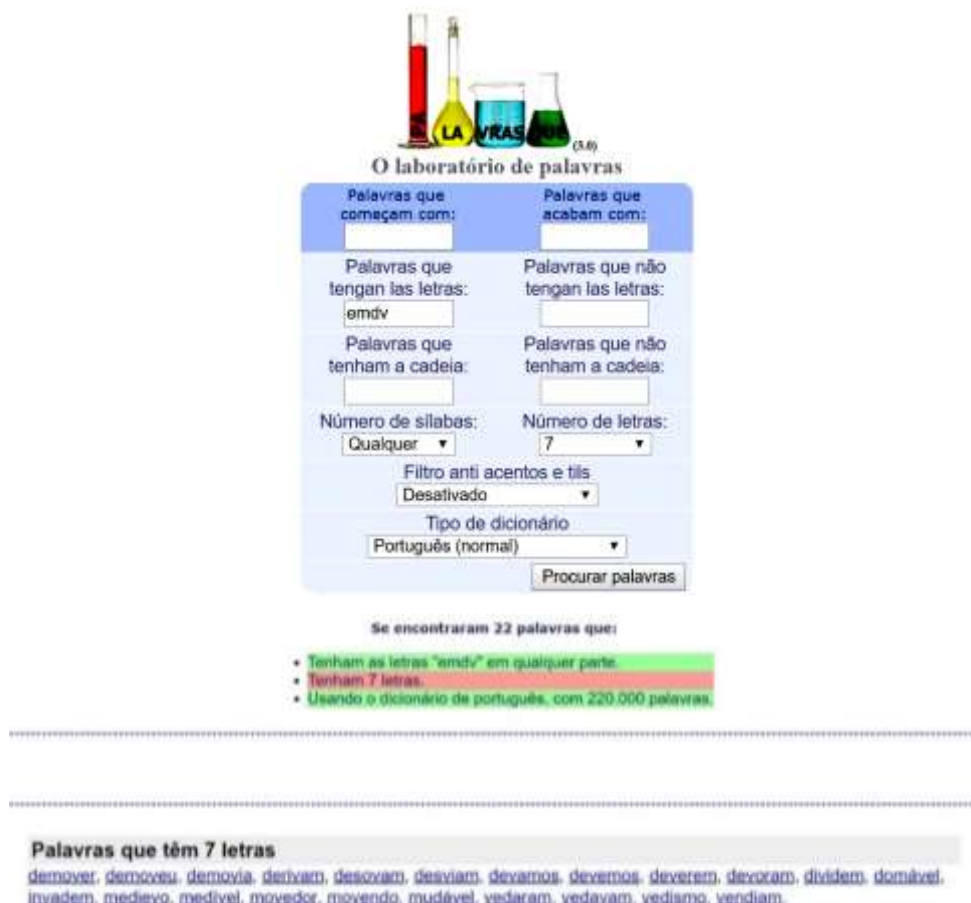 PA LA VRAS QUE (3.0)
O laboratório de palavras
Palavras que Palavras que
começam com: acabam com:
Palavras que Palavras que não
tengan las letras: tengan las letras:
emdv
Palavras que Palavras que não
tenham a cadeia: tenham a cadeia:
Número de sílabas: Número de letras:
Qualquer 7
Filtro anti acentos e tils
Desativado
Tipo de dicionário
Português (normal)
Procurar palavras
Se encontraram 22 palavras que:
Tenham as letras "emdv" em qualquer parte.
Tenham 7 letras.
Usando o dicionário de português, com 220.000 palavras.
Palavras que têm 7 letras
demover, demoveu, demovia, derivam, desovam, desviam, devamos, devemos, deverem, devoram, dividem, domável,
invadem, medievo, medível, movedor, movendo, mudável, vedaram, vedavam, vedismo, vendiam.